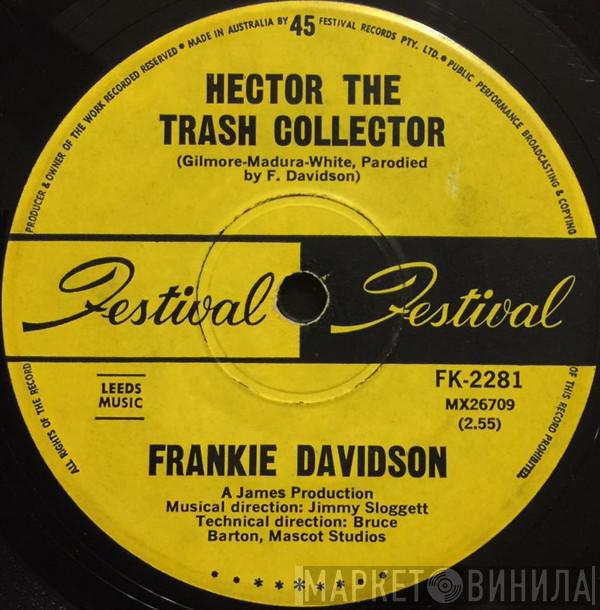 PRODUCER & OWNER OF THE WORK RECORDED RESERVED • MADE IN AUSTRALIA BY 45 FESTIVAL RECORDS PTY. LTD. • PUBLIC PERFORMANCE BROADCASTING & COPYING
OF THIS RECORD PROHIBITED.
ALL RIGHTS OF THE RECORD
HECTOR THE
TRASH COLLECTOR
(Gilmore-Madura-White, Parodied
by F. Davidson)
Festival Festival
LEEDS
MUSIC
FK-2281
MX26709
(2.55)
FRANKIE DAVIDSON
A James Production
Musical direction: Jimmy Sloggett
Technical direction: Bruce
Barton, Mascot Studios
МАРКЕТ ВИНИЛА